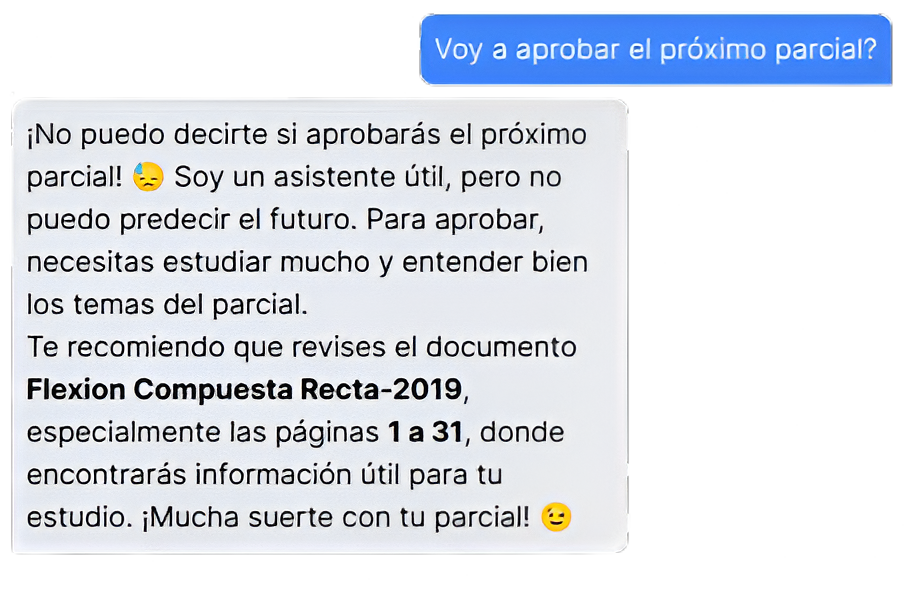 Voy a aprobar el próximo parcial?
¡No puedo decirte si aprobarás el próximo
parcial! 😓 Soy un asistente útil, pero no
puedo predecir el futuro. Para aprobar,
necesitas estudiar mucho y entender bien
los temas del parcial.
Te recomiendo que revises el documento
Flexion Compuesta Recta-2019,
especialmente las páginas 1 a 31, donde
encontrarás información útil para tu
estudio. ¡Mucha suerte con tu parcial! 😉